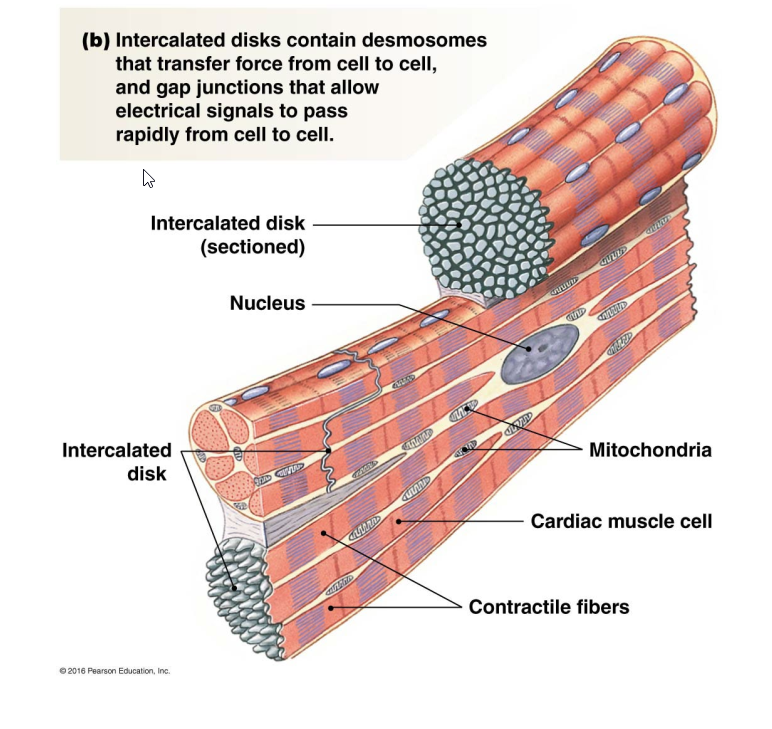 (b) Intercalated disks contain desmosomes
that transfer force from cell to cell,
and gap junctions that allow
electrical signals to pass
rapidly from cell to cell.
Intercalated disk
(sectioned)
Nucleus
Intercalated
disk
Mitochondria
Cardiac muscle cell
Contractile fibers
© 2016 Pearson Education, Inc.